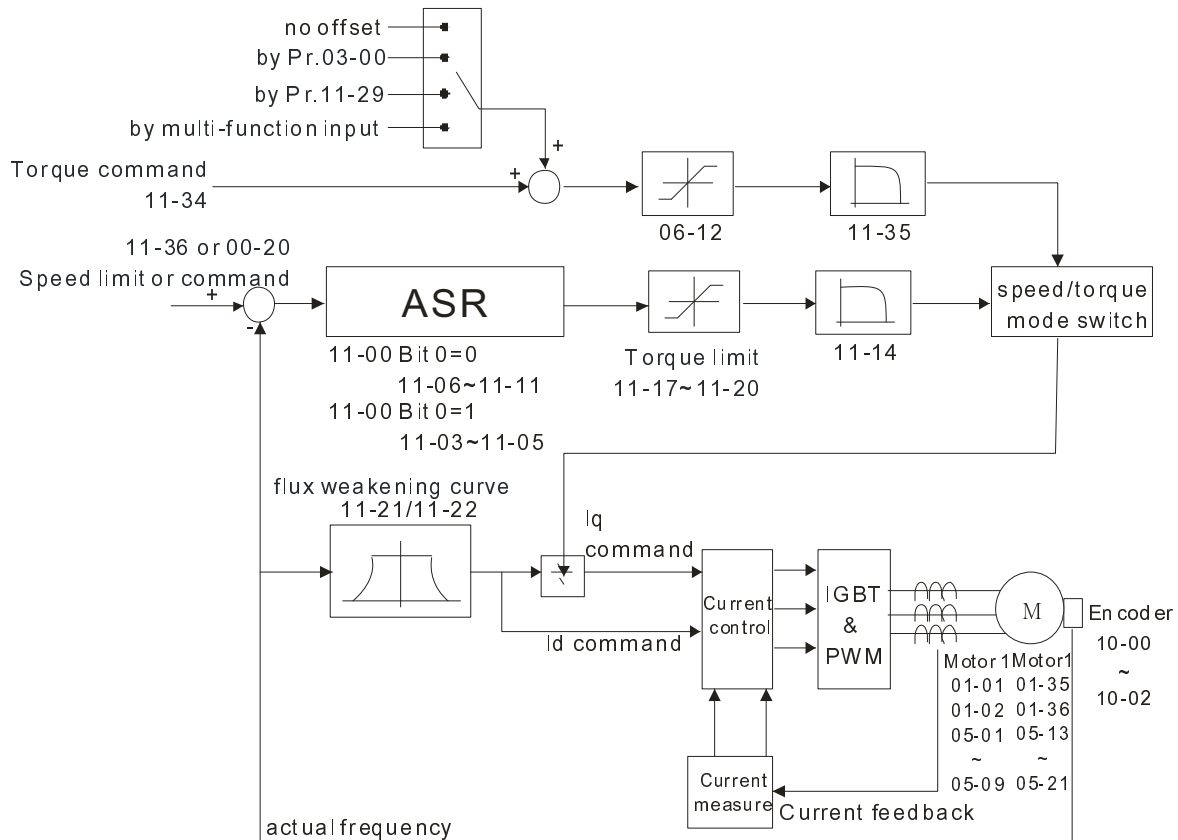 no offset
by Pr.03-00
by Pr.11-29
by multi-function input
+
+
Torque command
11-34
06-12
11-35
11-36 or 00-20
Speed limit or command
+
-
ASR
speed/torque
mode switch
11-00 Bit 0=0
11-06~11-11
11-00 Bit 0=1
11-03~11-05
Torque limit
11-17~11-20
11-14
flux weakening curve
11-21/11-22
Iq
command
Id command
Current
control
IGBT
&
PWM
M
Encoder
10-00
~
10-02
Motor 1 Motor1
01-01 01-35
01-02 01-36
05-01 05-13
~ ~
05-09 05-21
Current
measure
Current feedback
actual frequency